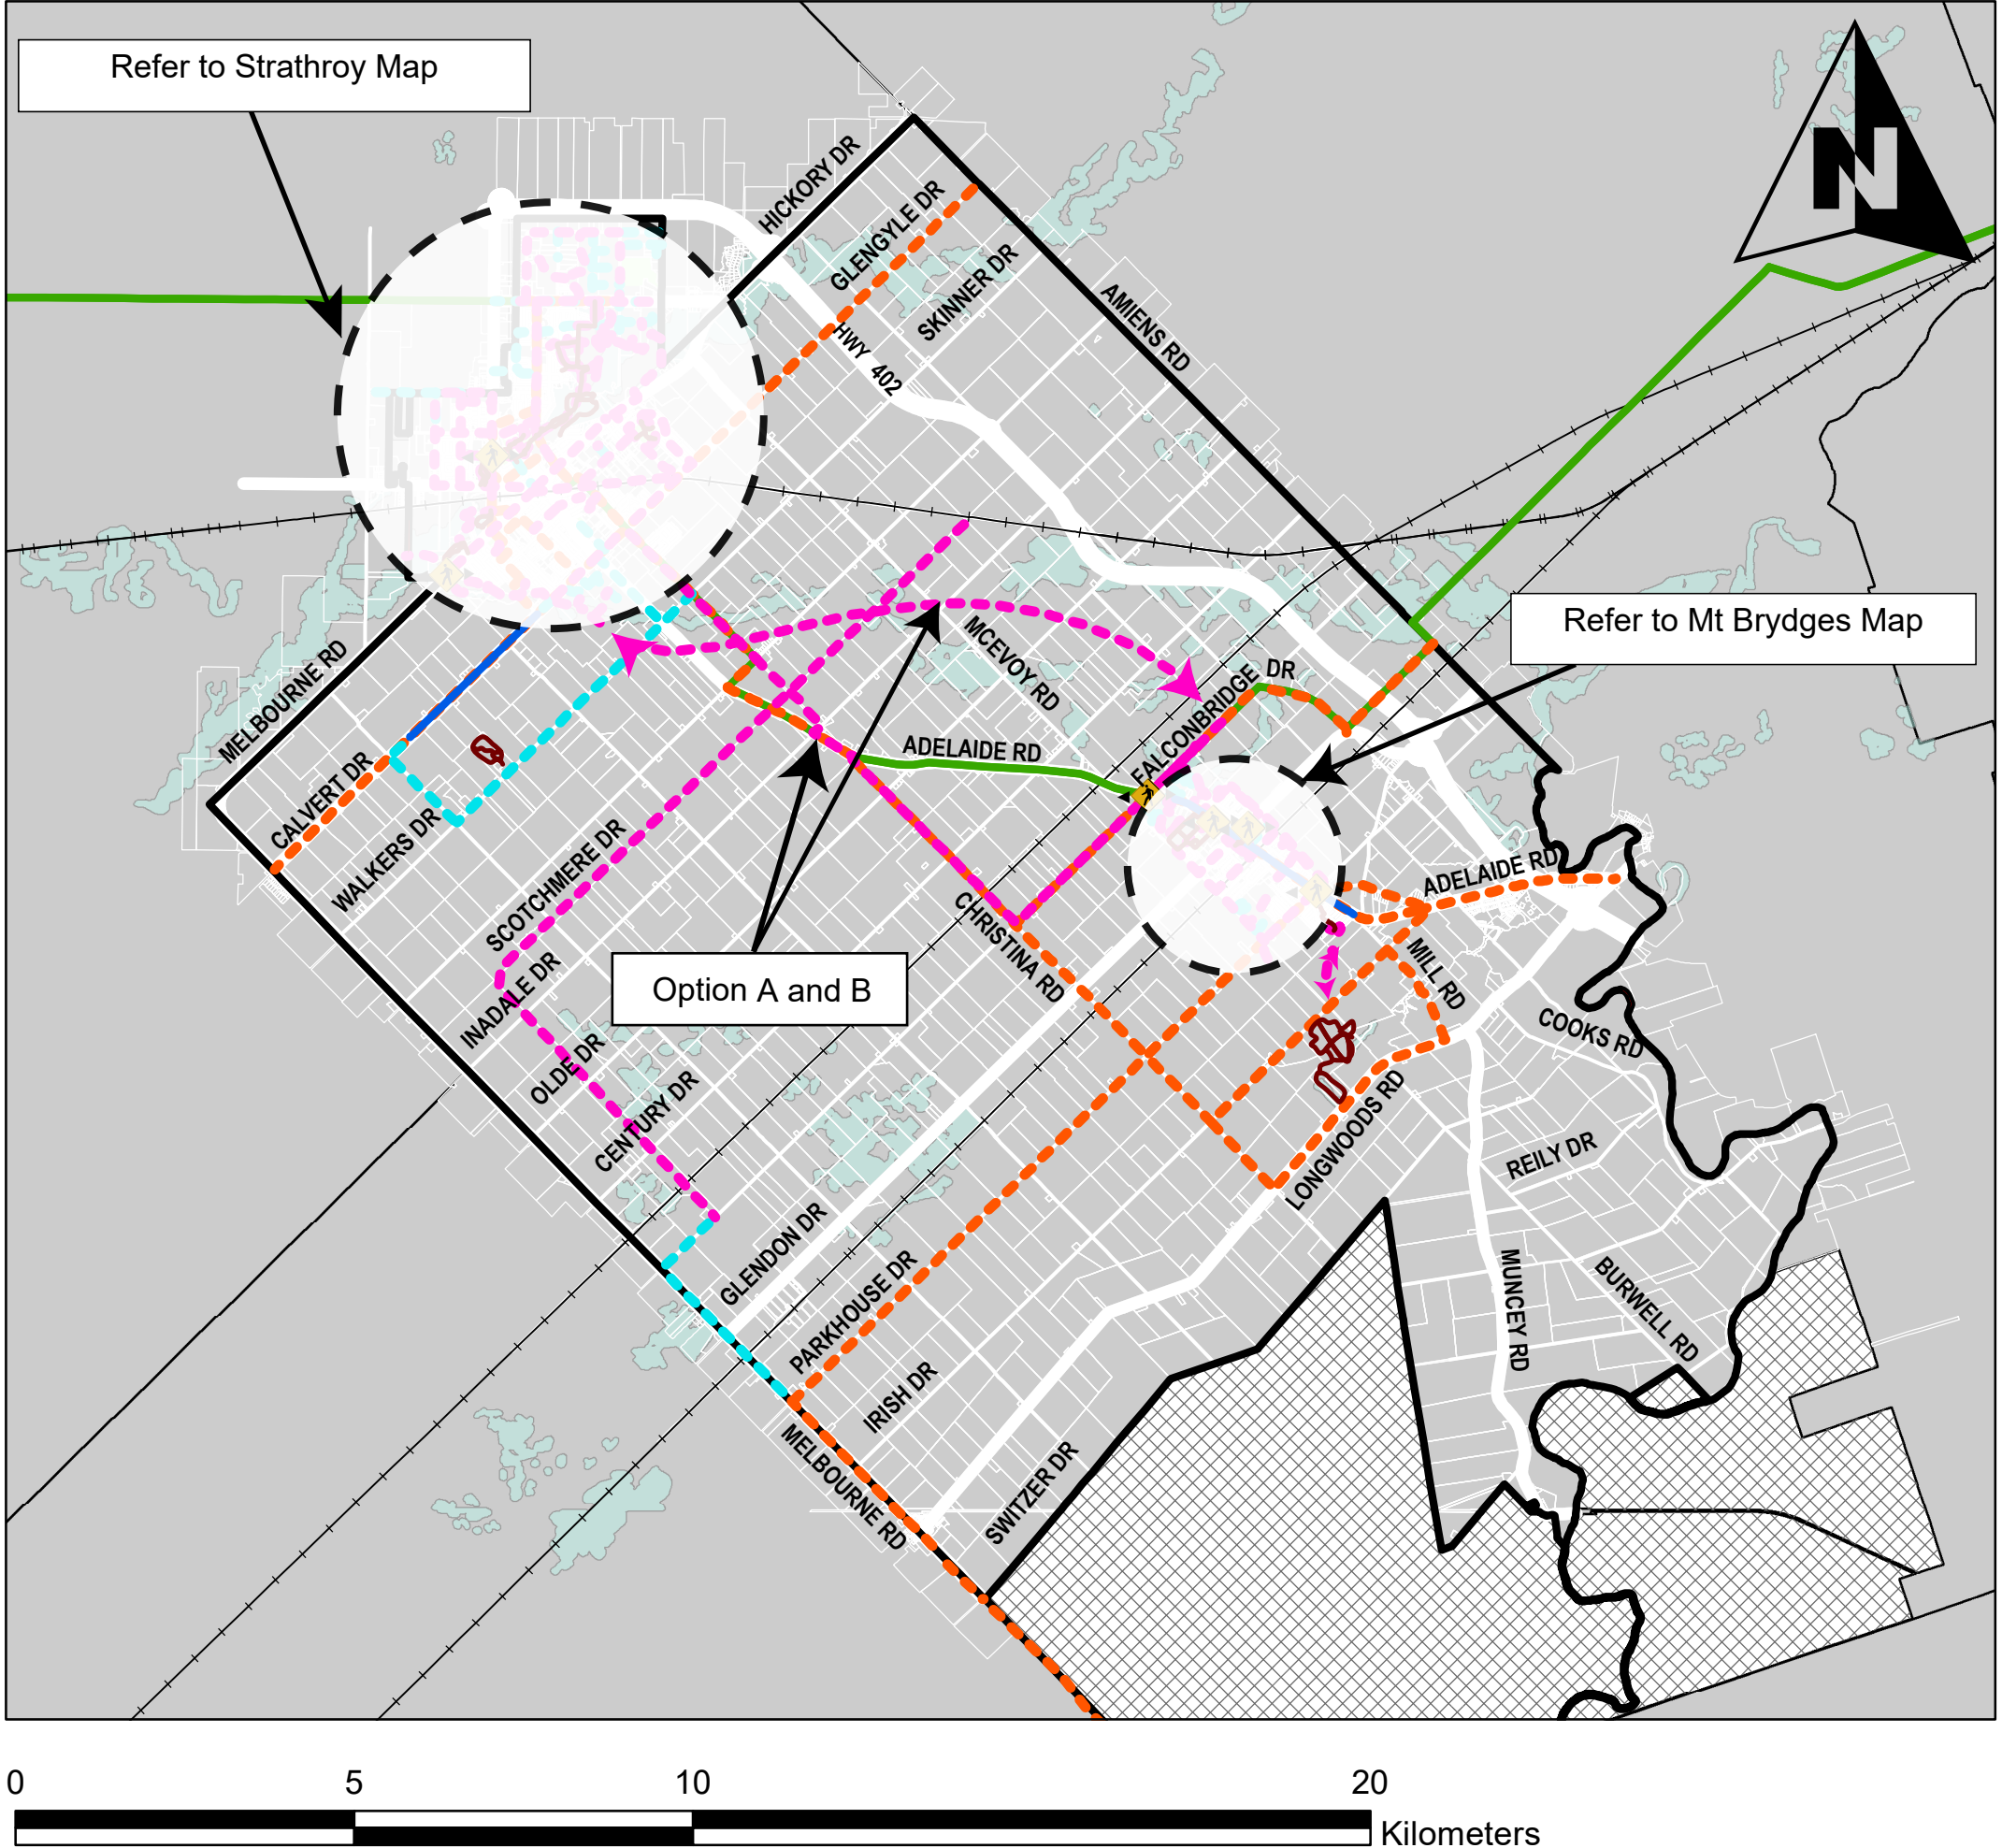 Refer to Strathroy Map
N
HICKORY DR
GLENGYLE DR
SKINNER DR
AMIENS RD
HWY 402
Refer to Mt Brydges Map
MELBOURNE RD
MCEVOY RD
FALCONBRIDGE DR
ADELAIDE RD
CALVERT DR
WALKERS DR
SCOTCHMERE DR
ADELAIDE RD
CHRISTINA RD
INADALE DR
Option A and B
MILL RD
COOKS RD
OLDE DR
CENTURY DR
LONGWOODS RD
REILY DR
GLENDON DR
PARKHOUSE DR
MUNCEY RD
BURWELL RD
IRISH DR
MELBOURNE RD
SWITZER DR
0 5 10 20
Kilometers